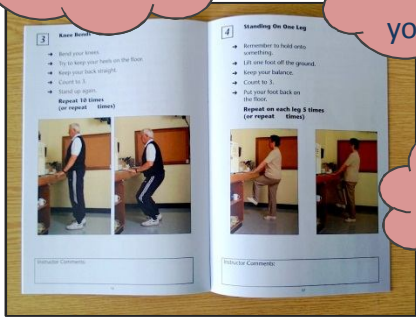 yo
3
Knee Bends
→ Bend your knees.
→ Try to keep your heels on the floor.
→ Keep your back straight.
→ Count to 3.
→ Stand up again.
Repeat 10 times
(or repeat times)
Instructor Comments:
4
Standing On One Leg
→ Remember to hold onto
something.
→ Lift one foot off the ground.
→ Keep your balance.
→ Count to 3.
→ Put your foot back on
the floor.
Repeat on each leg 5 times
(or repeat times)
Instructor Comments: